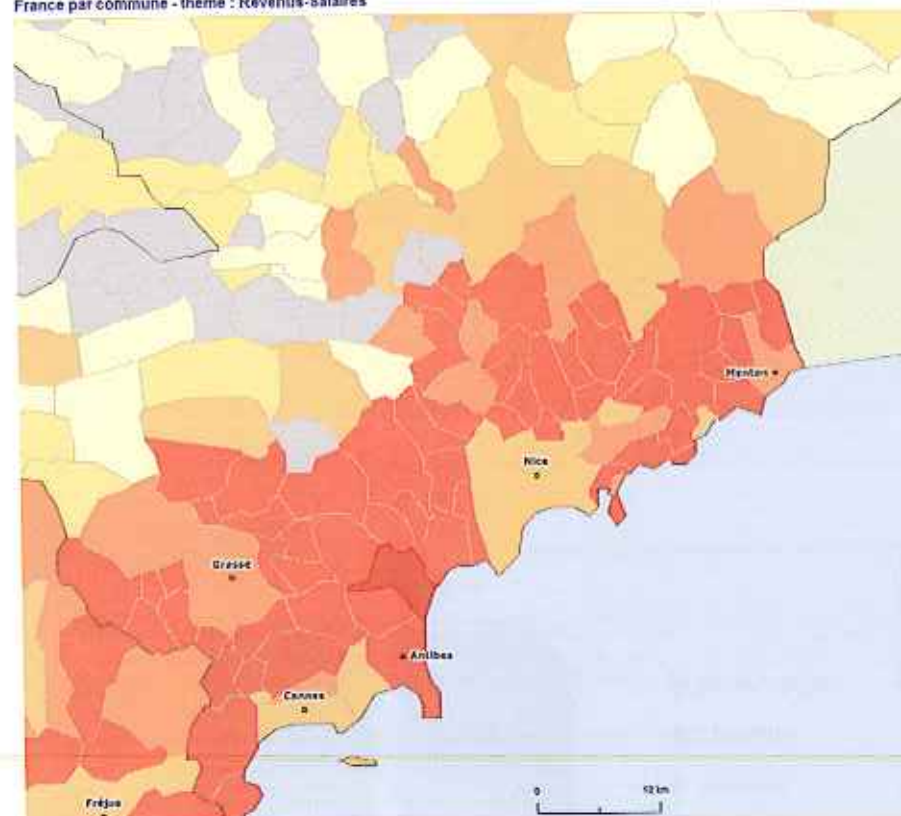 France par commune - thème : Revenus-Salaires
Menton
Nice
Grasse
Antibes
Cannes
Fréjus
0
12 km